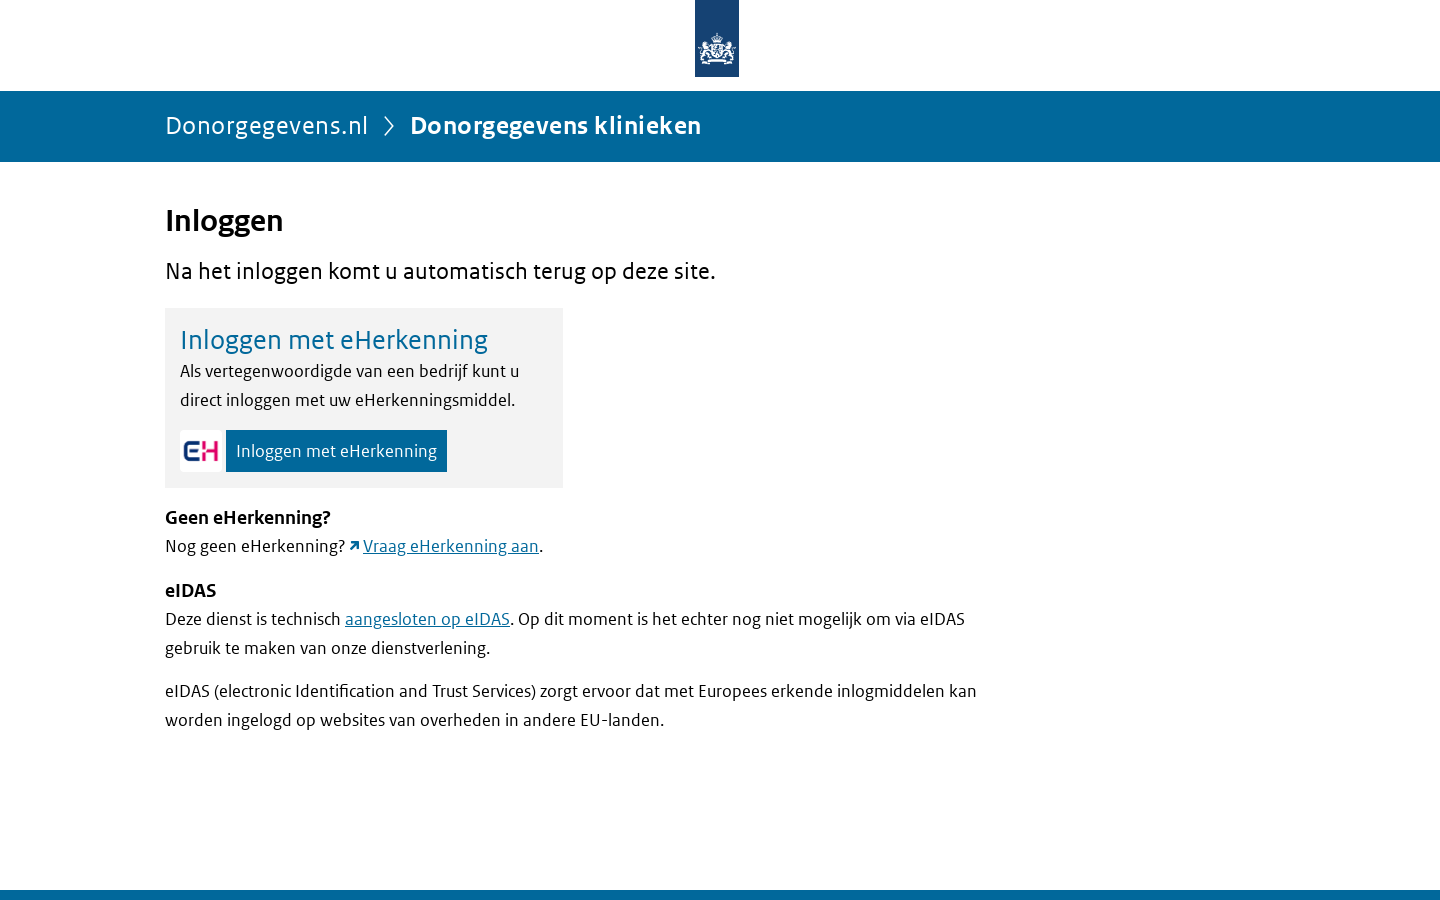 Donorgegevens.nl
Donorgegevens klinieken
Inloggen
Na het inloggen komt u automatisch terug op deze site.
Inloggen met eHerkenning
Als vertegenwoordigde van een bedrijf kunt u
direct inloggen met uw eHerkenningsmiddel.
EH
Inloggen met eHerkenning
Geen eHerkenning?
Nog geen eHerkenning? Vraag eHerkenning aan.
eIDAS
Deze dienst is technisch aangesloten op eIDAS. Op dit moment is het echter nog niet mogelijk om via eIDAS
gebruik te maken van onze dienstverlening.
eIDAS (electronic Identification and Trust Services) zorgt ervoor dat met Europees erkende inlogmiddelen kan
worden ingelogd op websites van overheden in andere EU-landen.